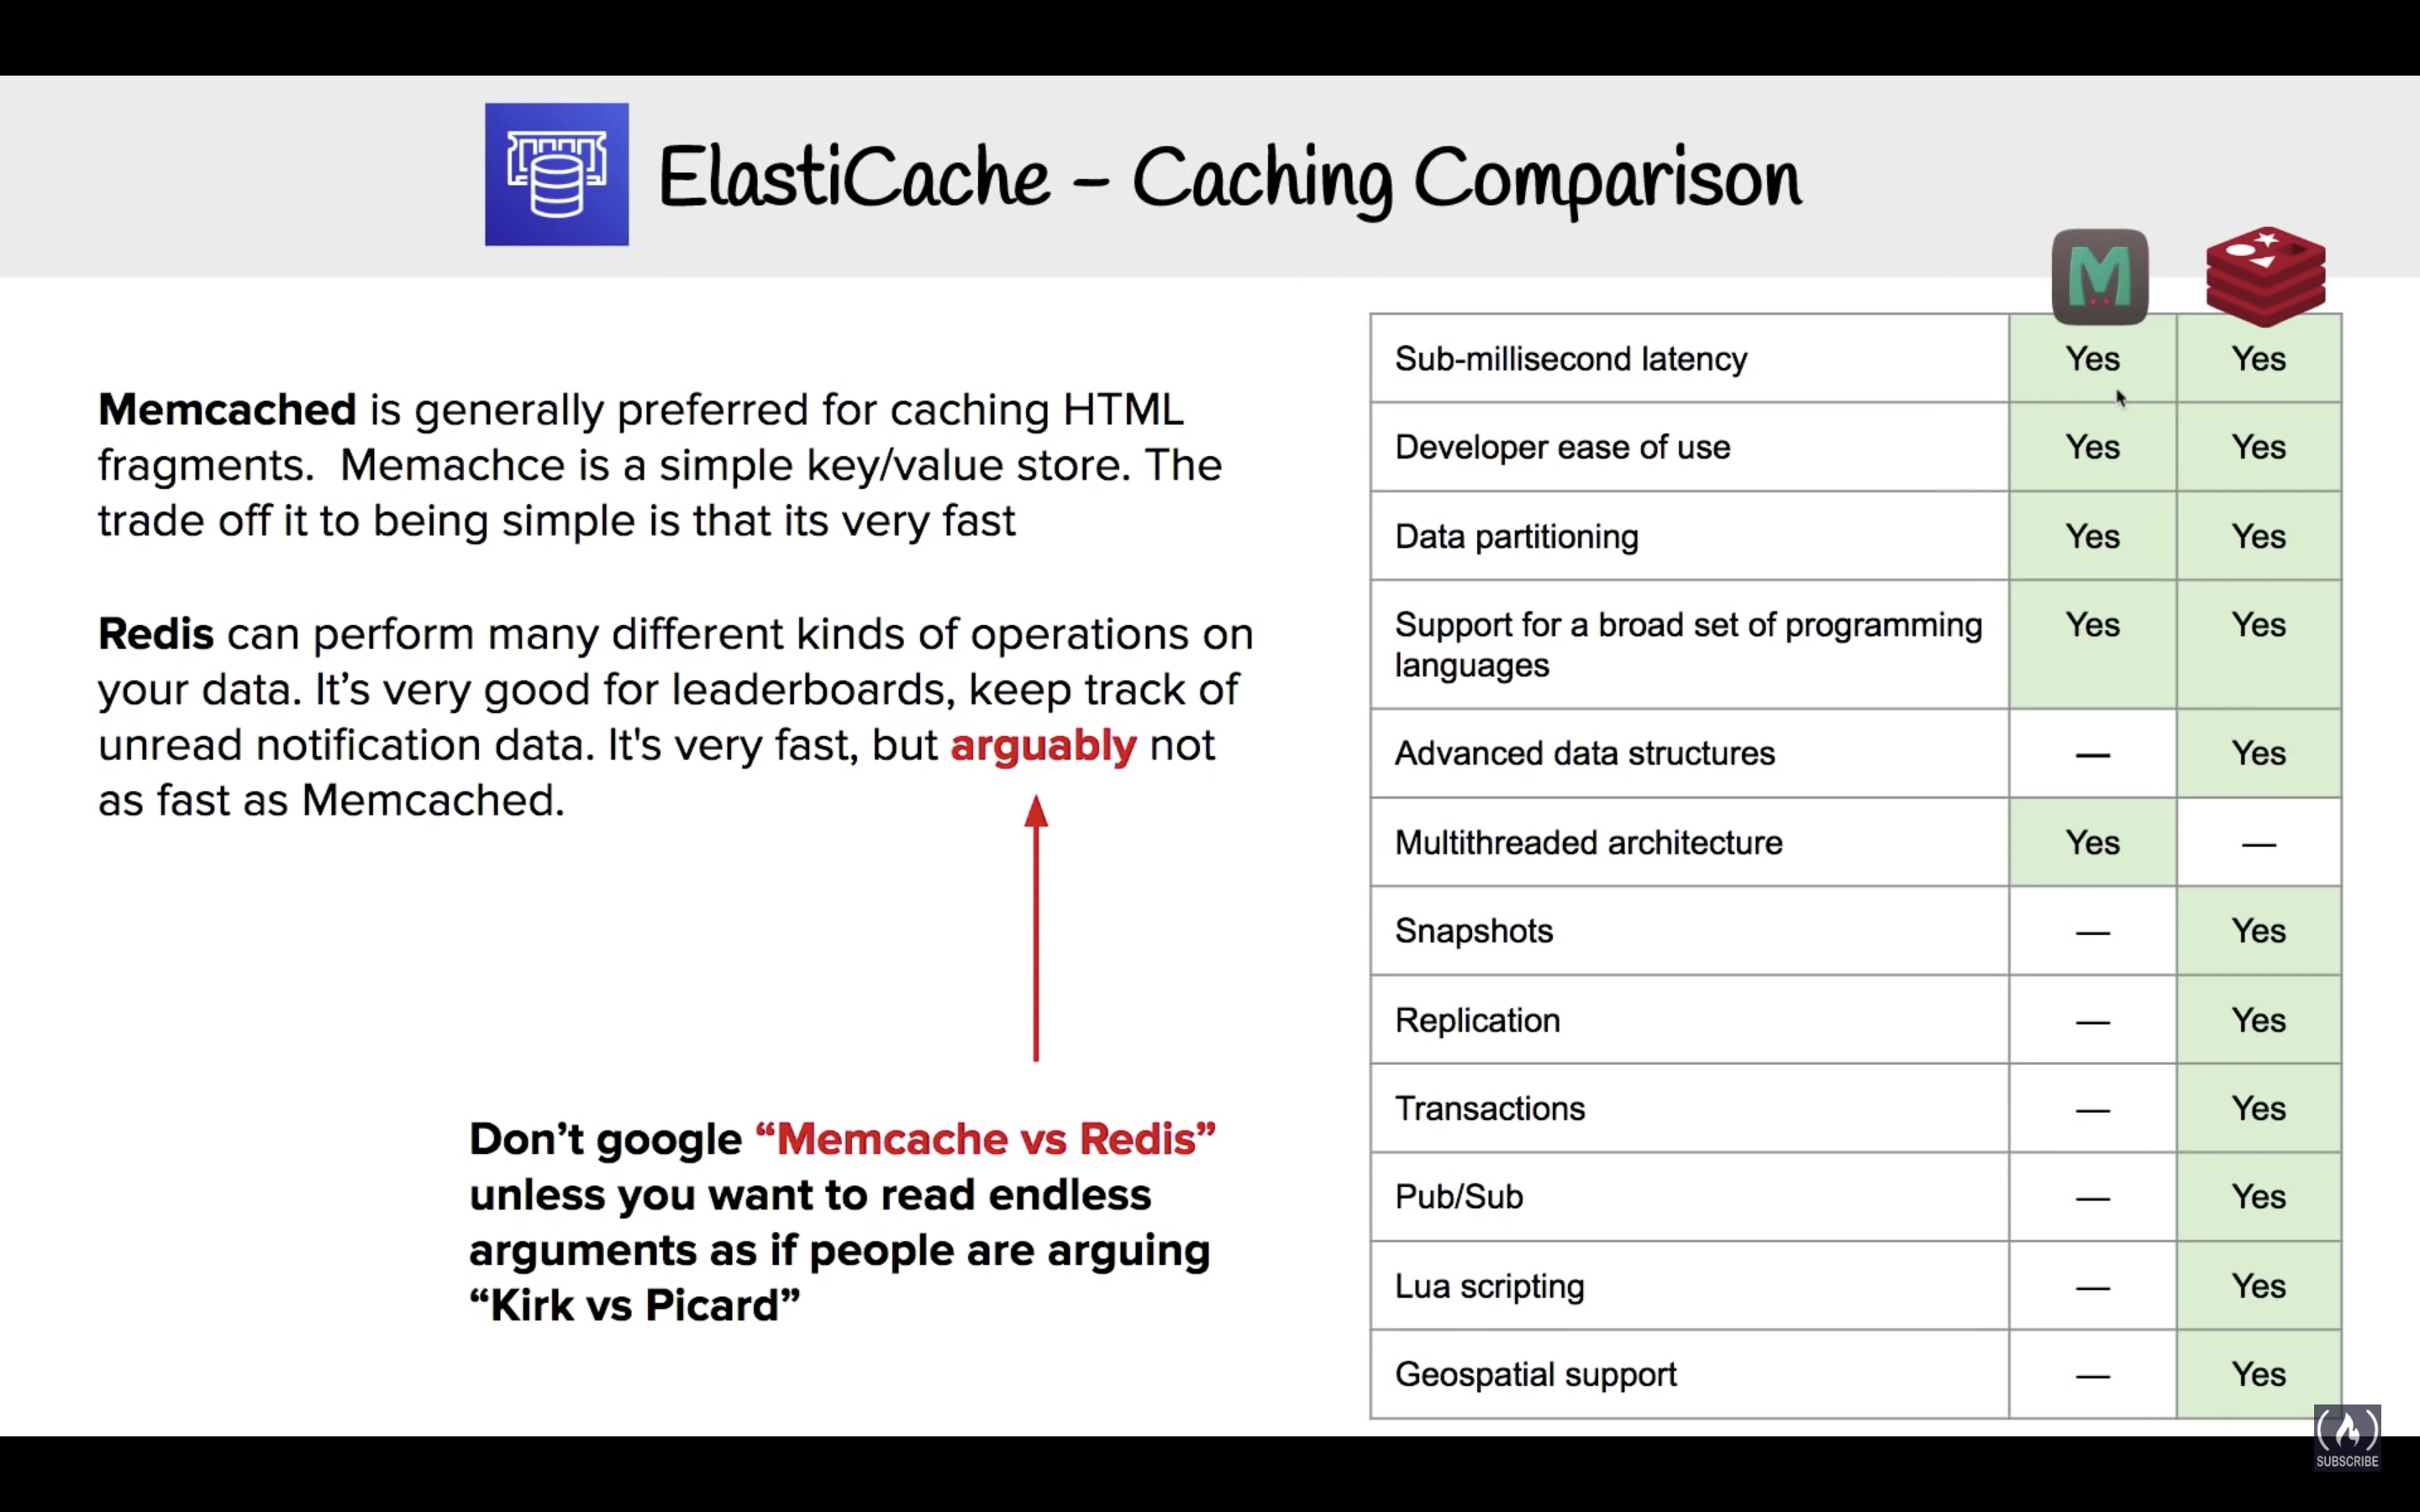 ElastiCache – Caching Comparison
M
Memcached is generally preferred for caching HTML
fragments.  Memachce is a simple key/value store. The
trade off it to being simple is that its very fast
Redis can perform many different kinds of operations on
your data. It’s very good for leaderboards, keep track of
unread notification data. It's very fast, but arguably not
as fast as Memcached.
Don’t google “Memcache vs Redis”
unless you want to read endless
arguments as if people are arguing
“Kirk vs Picard”
Sub-millisecond latency Yes Yes
Developer ease of use Yes Yes
Data partitioning Yes Yes
Support for a broad set of programming Yes Yes
languages
Advanced data structures — Yes
Multithreaded architecture Yes —
Snapshots — Yes
Replication — Yes
Transactions — Yes
Pub/Sub — Yes
Lua scripting — Yes
Geospatial support — Yes
SUBSCRIBE